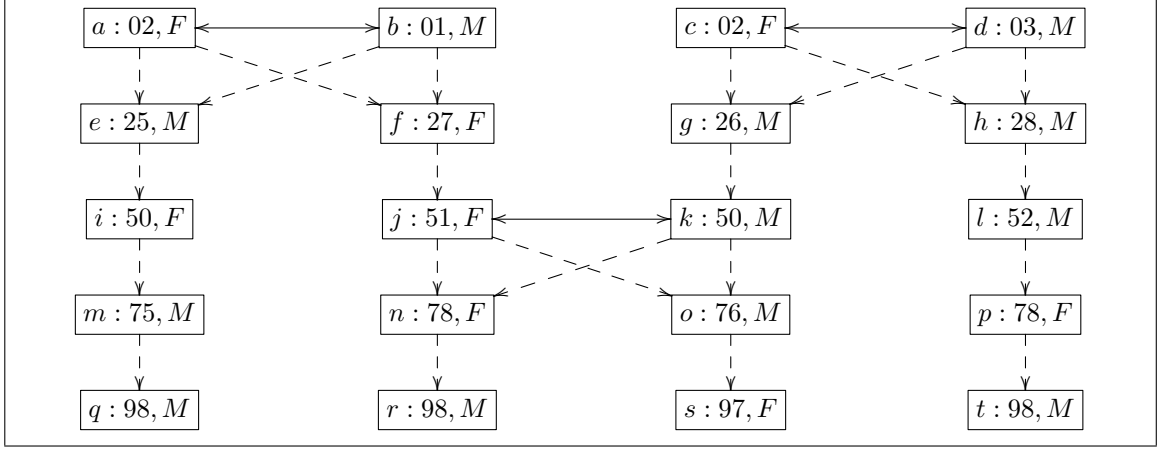 a : 02, F b : 01, M c : 02, F d : 03, M
e : 25, M f : 27, F g : 26, M h : 28, M
i : 50, F j : 51, F k : 50, M l : 52, M
m : 75, M n : 78, F o : 76, M p : 78, F
q : 98, M r : 98, M s : 97, F t : 98, M